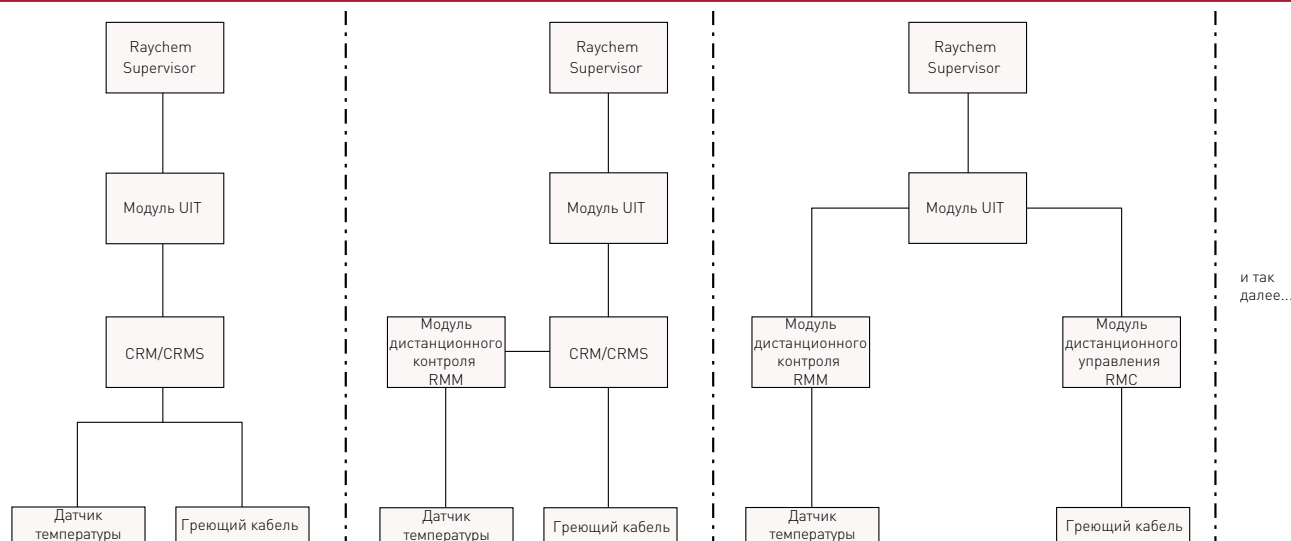 Raychem
Supervisor
Модуль UIT
CRM/CRMS
Датчик
температуры
Греющий кабель
Raychem
Supervisor
Модуль UIT
Модуль
дистанционного
контроля
RMM
CRM/CRMS
Датчик
температуры
Греющий кабель
Raychem
Supervisor
Модуль UIT
Модуль
дистанционного
контроля
RMM
Модуль
дистанционного
управления
RMC
Датчик
температуры
Греющий кабель
и так
далее...